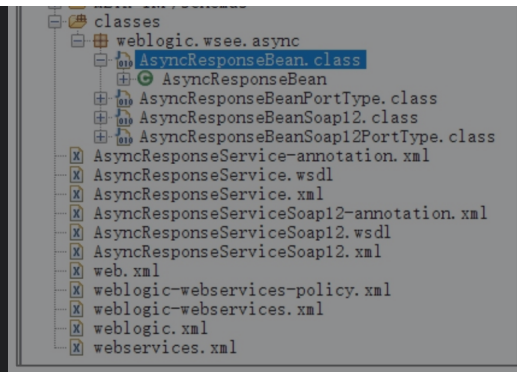 classes
weblogic.wsee.async
AsyncResponseBean.class
AsyncResponseBean
AsyncResponseBeanPortType.class
AsyncResponseBeanSoap12.class
AsyncResponseBeanSoap12PortType.class
AsyncResponseService-annotation.xml
AsyncResponseService.wsdl
AsyncResponseService.xml
AsyncResponseServiceSoap12-annotation.xml
AsyncResponseServiceSoap12.wsdl
AsyncResponseServiceSoap12.xml
web.xml
weblogic-webservices-policy.xml
weblogic-webservices.xml
weblogic.xml
webservices.xml